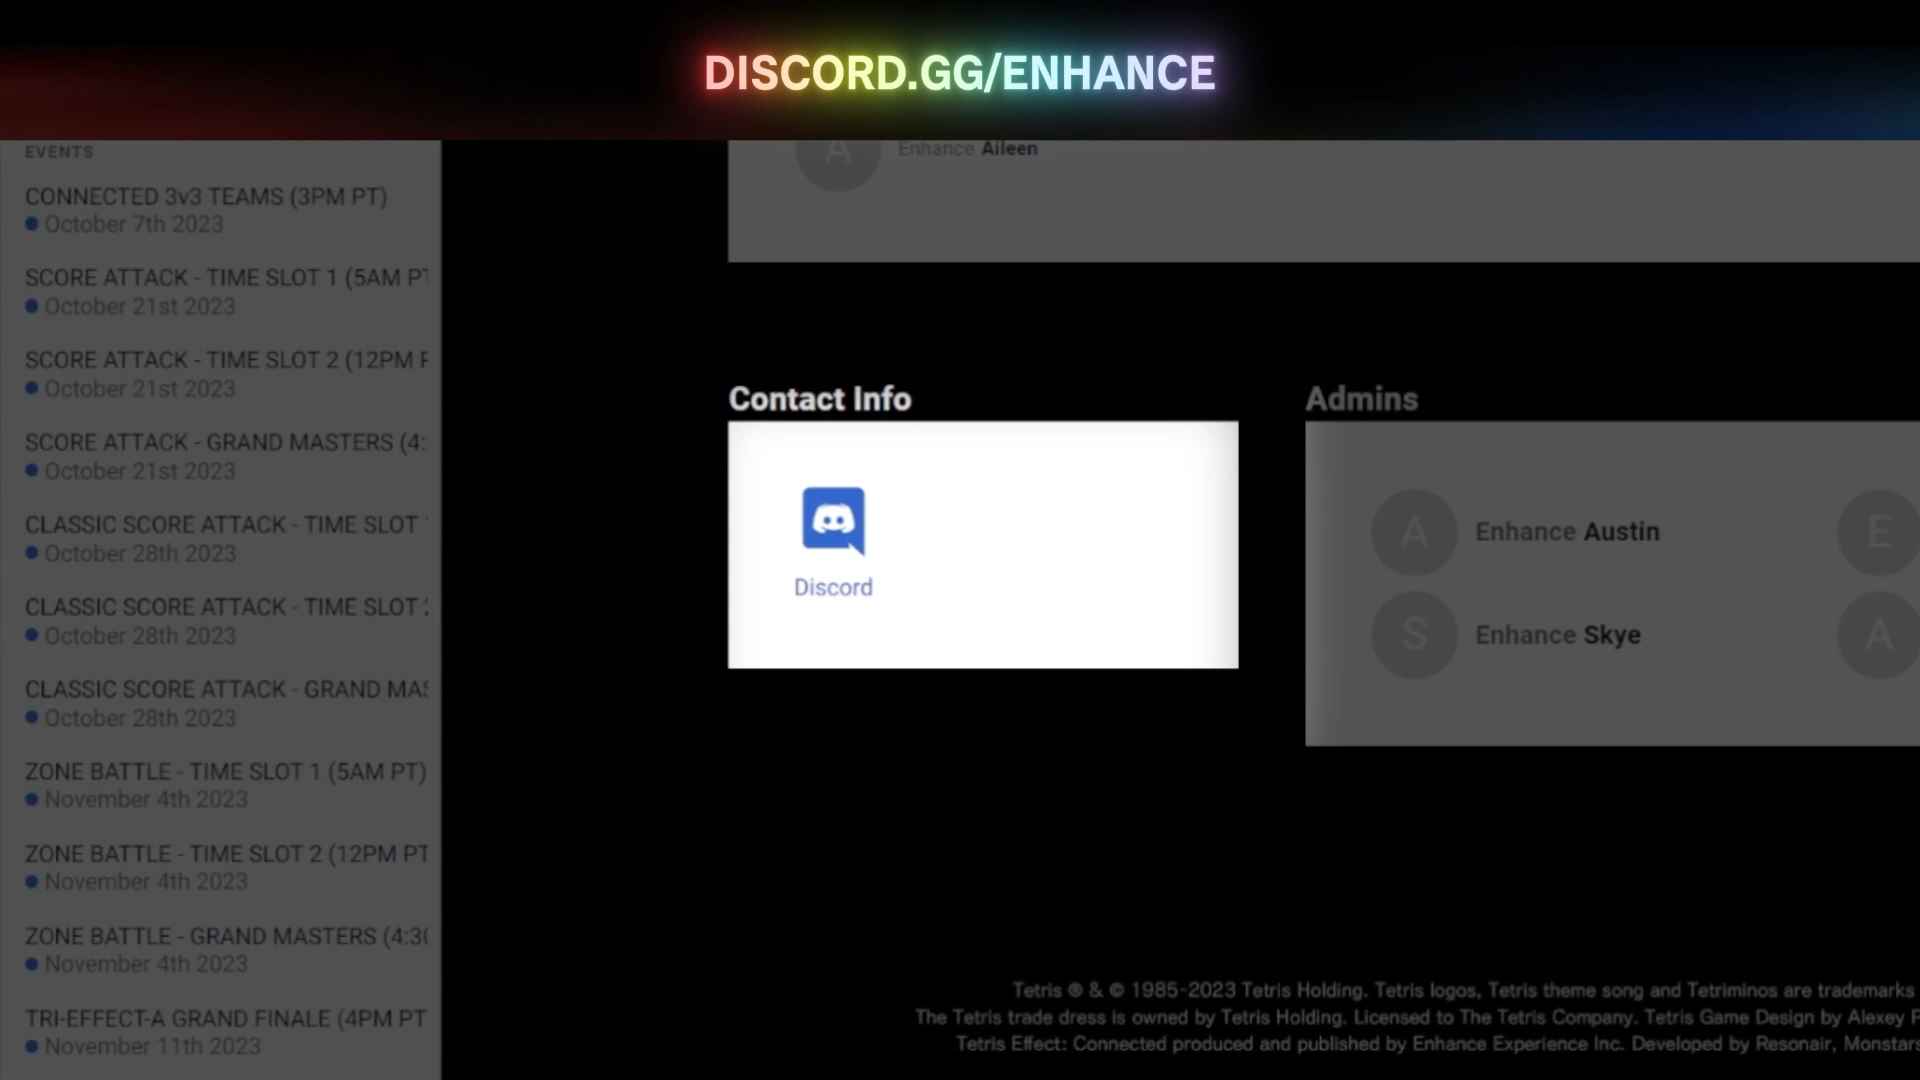 DISCORD.GG/ENHANCE
EVENTS
CONNECTED 3v3 TEAMS (3PM PT)
October 7th 2023
SCORE ATTACK - TIME SLOT 1 (5AM PT
October 21st 2023
SCORE ATTACK - TIME SLOT 2 (12PM P
October 21st 2023
SCORE ATTACK - GRAND MASTERS (4:
October 21st 2023
CLASSIC SCORE ATTACK - TIME SLOT
October 28th 2023
CLASSIC SCORE ATTACK - TIME SLOT 2
October 28th 2023
CLASSIC SCORE ATTACK - GRAND MAS
October 28th 2023
ZONE BATTLE - TIME SLOT 1 (5AM PT)
November 4th 2023
ZONE BATTLE - TIME SLOT 2 (12PM PT
November 4th 2023
ZONE BATTLE - GRAND MASTERS (4:30
November 4th 2023
TRI-EFFECT-A GRAND FINALE (4PM PT
November 11th 2023
A
Enhance Aileen
Contact Info
Discord
Admins
A Enhance Austin E
S Enhance Skye A
Tetris ® & © 1985~2023 Tetris Holding. Tetris logos, Tetris theme song and Tetriminos are trademarks
The Tetris trade dress is owned by Tetris Holding. Licensed to The Tetris Company. Tetris Game Design by Alexey P
Tetris Effect: Connected produced and published by Enhance Experience Inc. Developed by Resonair, Monstars